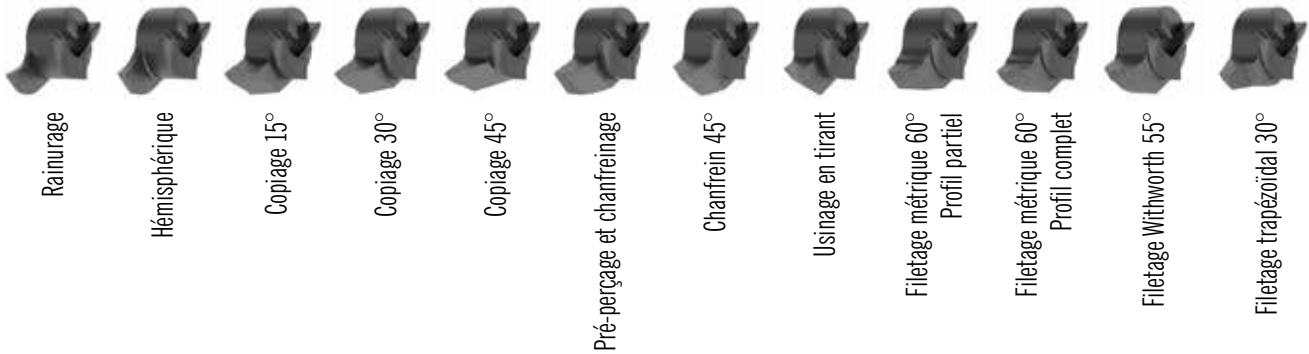 Rainurage
Hémisphérique
Copiage 15°
Copiage 30°
Copiage 45°
Pré-perçage et chanfreinage
Chanfrein 45°
Usinage en tirant
Filetage métrique 60°
Profil partiel
Filetage métrique 60°
Profil complet
Filetage Withworth 55°
Filetage trapézoïdal 30°